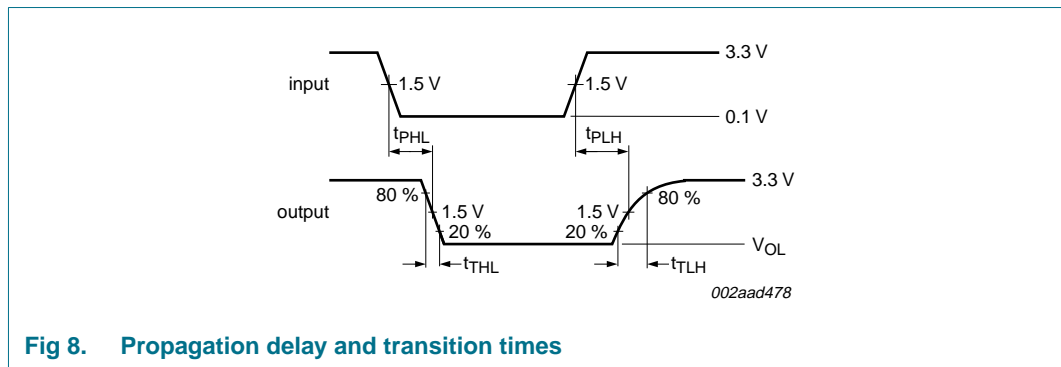 3.3 V
input
1.5 V
1.5 V
0.1 V
tPHL
tPLH
3.3 V
80 %
80 %
output
1.5 V
1.5 V
20 %
20 %
VOL
tTHL
tTLH
002aad478
Fig 8. Propagation delay and transition times